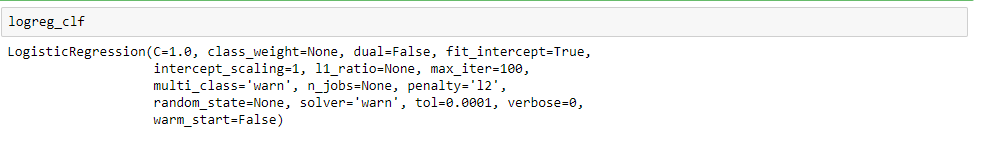 logreg_clf
LogisticRegression(C=1.0, class_weight=None, dual=False, fit_intercept=True,
intercept_scaling=1, l1_ratio=None, max_iter=100,
multi_class='warn', n_jobs=None, penalty='l2',
random_state=None, solver='warn', tol=0.0001, verbose=0,
warm_start=False)